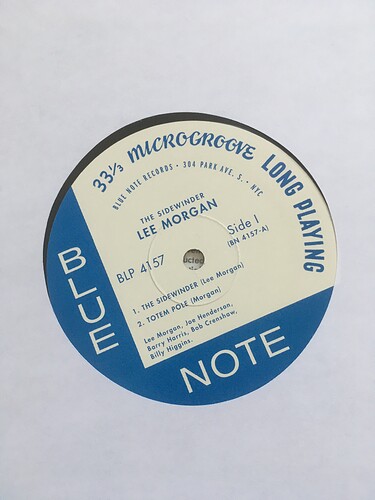 33⅓ MICROGROOVE LONG PLAYING
BLUE NOTE RECORDS • 304 PARK AVE. S. • NYC
THE SIDEWINDER
LEE MORGAN
BLP 4157
Side I
(BN 4157-A)
1. THE SIDEWINDER (Lee Morgan)
2. TOTEM POLE (Morgan)
Lee Morgan, Joe Henderson,
Barry Harris, Bob Crenshaw,
Billy Higgins.
BLUE
NOTE